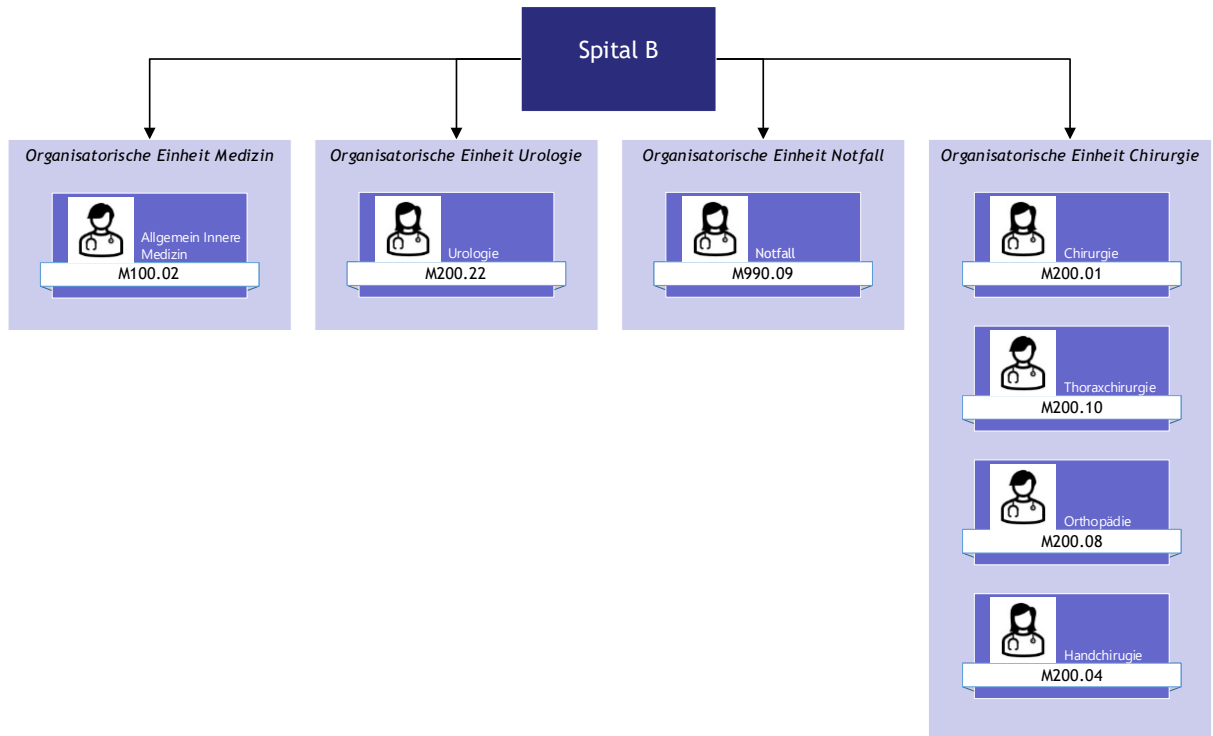 Spital B
Organisatorische Einheit Medizin
Allgemein Innere
Medizin
M100.02
Organisatorische Einheit Urologie
Urologie
M200.22
Organisatorische Einheit Notfall
Notfall
M990.09
Organisatorische Einheit Chirurgie
Chirurgie
M200.01
Thoraxchirurgie
M200.10
Orthopädie
M200.08
Handchirugie
M200.04